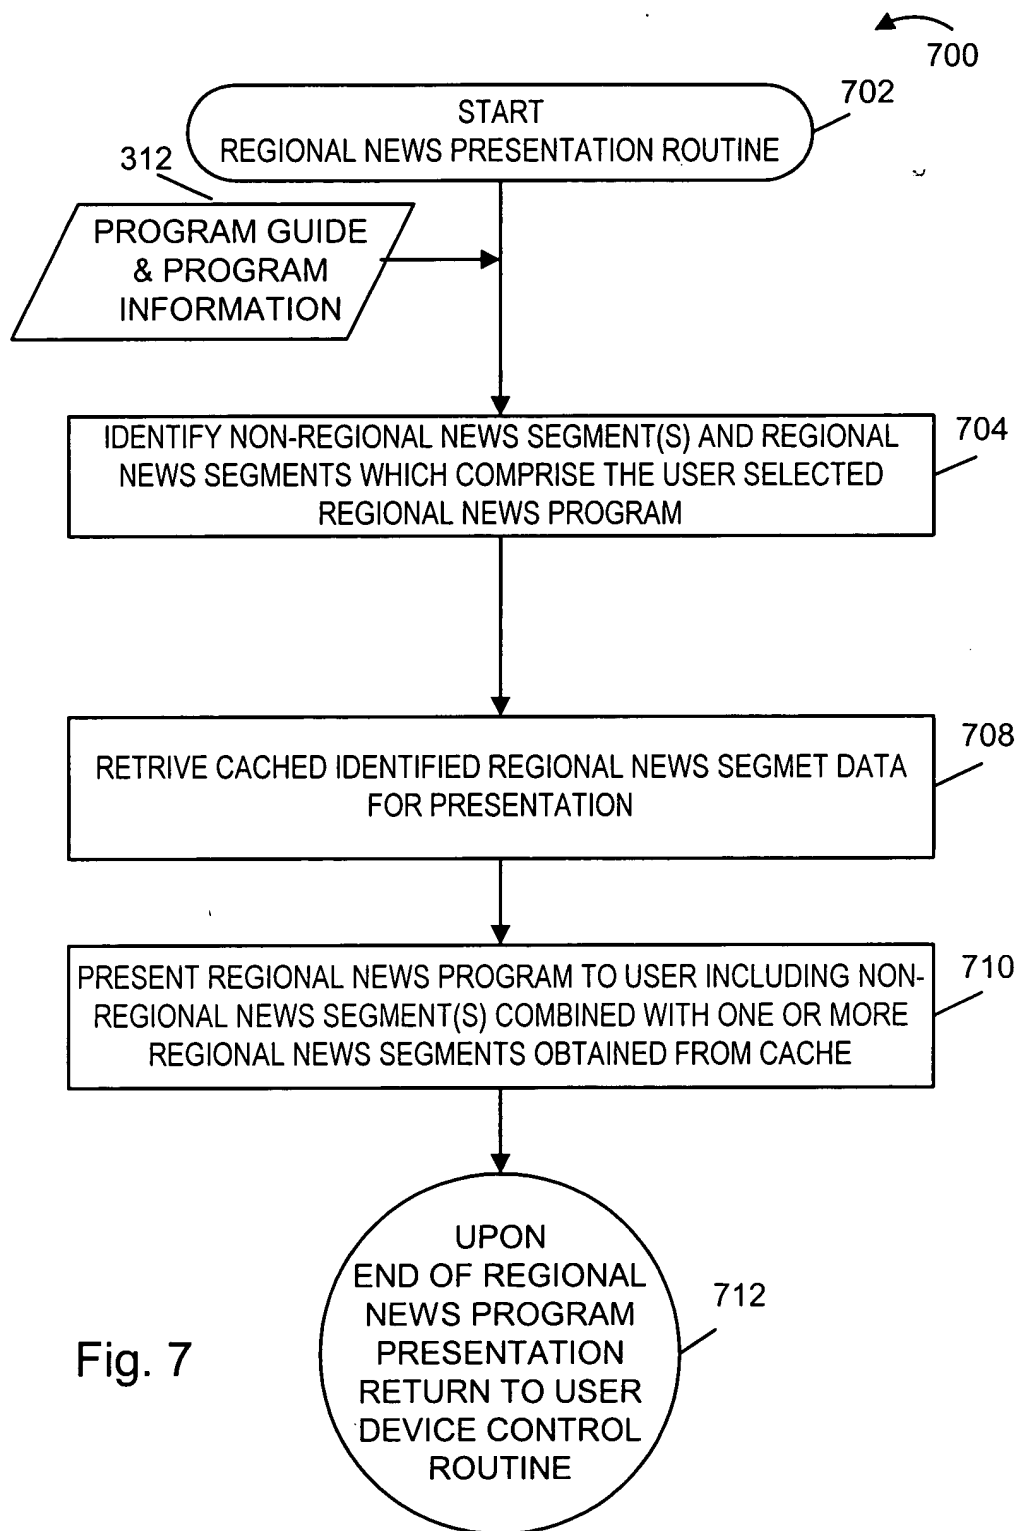 700
702
START
REGIONAL NEWS PRESENTATION ROUTINE
312
PROGRAM GUIDE
& PROGRAM
INFORMATION
704
IDENTIFY NON-REGIONAL NEWS SEGMENT(S) AND REGIONAL
NEWS SEGMENTS WHICH COMPRISE THE USER SELECTED
REGIONAL NEWS PROGRAM
708
RETRIVE CACHED IDENTIFIED REGIONAL NEWS SEGMET DATA
FOR PRESENTATION
710
PRESENT REGIONAL NEWS PROGRAM TO USER INCLUDING NON-
REGIONAL NEWS SEGMENT(S) COMBINED WITH ONE OR MORE
REGIONAL NEWS SEGMENTS OBTAINED FROM CACHE
UPON
END OF REGIONAL
NEWS PROGRAM
PRESENTATION
RETURN TO USER
DEVICE CONTROL
ROUTINE
712
Fig. 7